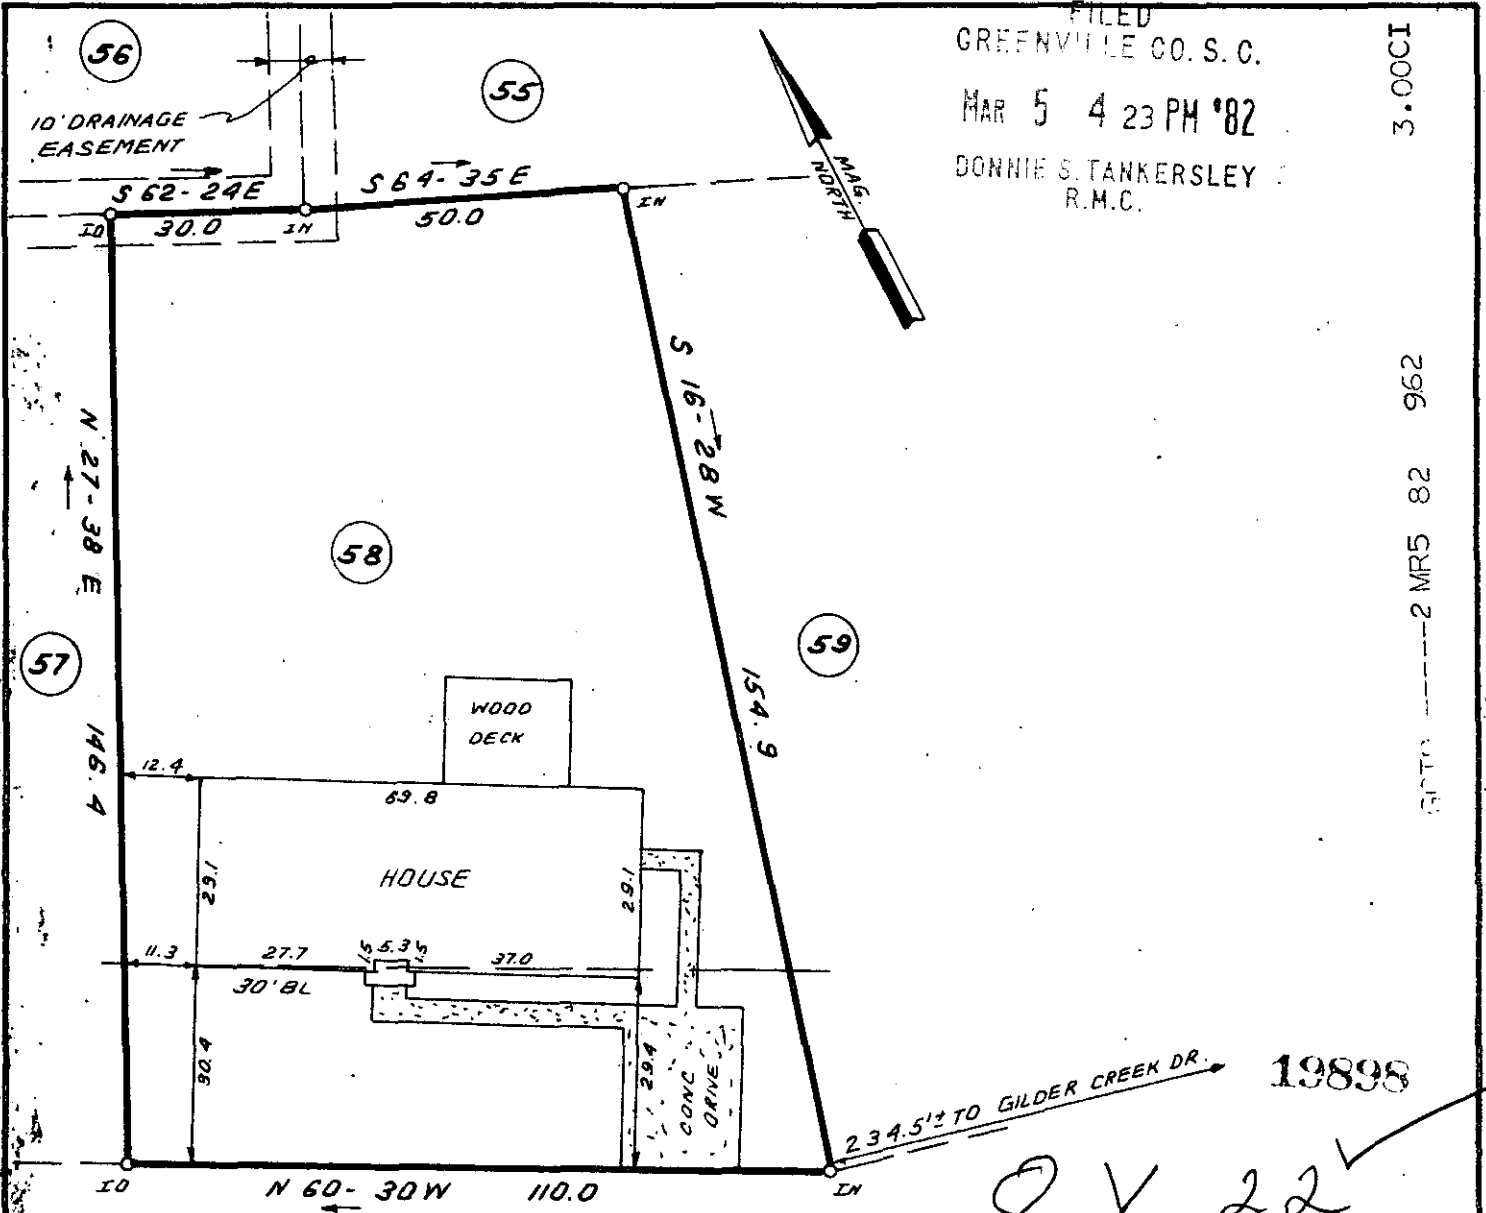 FILED
GREENVILLE CO. S. C.
MAR 5 4 23 PM '82
DONNIE S. TANKERSLEY
R.M.C.
3.00CI
56
55
10' DRAINAGE
EASEMENT
S 62-24E
S 64-35 E
30.0
50.0
IO
IN
IN
MAG.
NORTH
S 16-28 W
154.9
N 27-38 E
146.4
58
57
59
WOOD
DECK
12.4
69.8
29.1
HOUSE
29.1
11.3
27.7
1.5
5.3
1.5
37.0
30' BL
30.4
29.4
CONC
DRIVE
234.5'± TO GILDER CREEK DR.
19898
IO
N 60-30W
110.0
IN
2 MR5 82 962